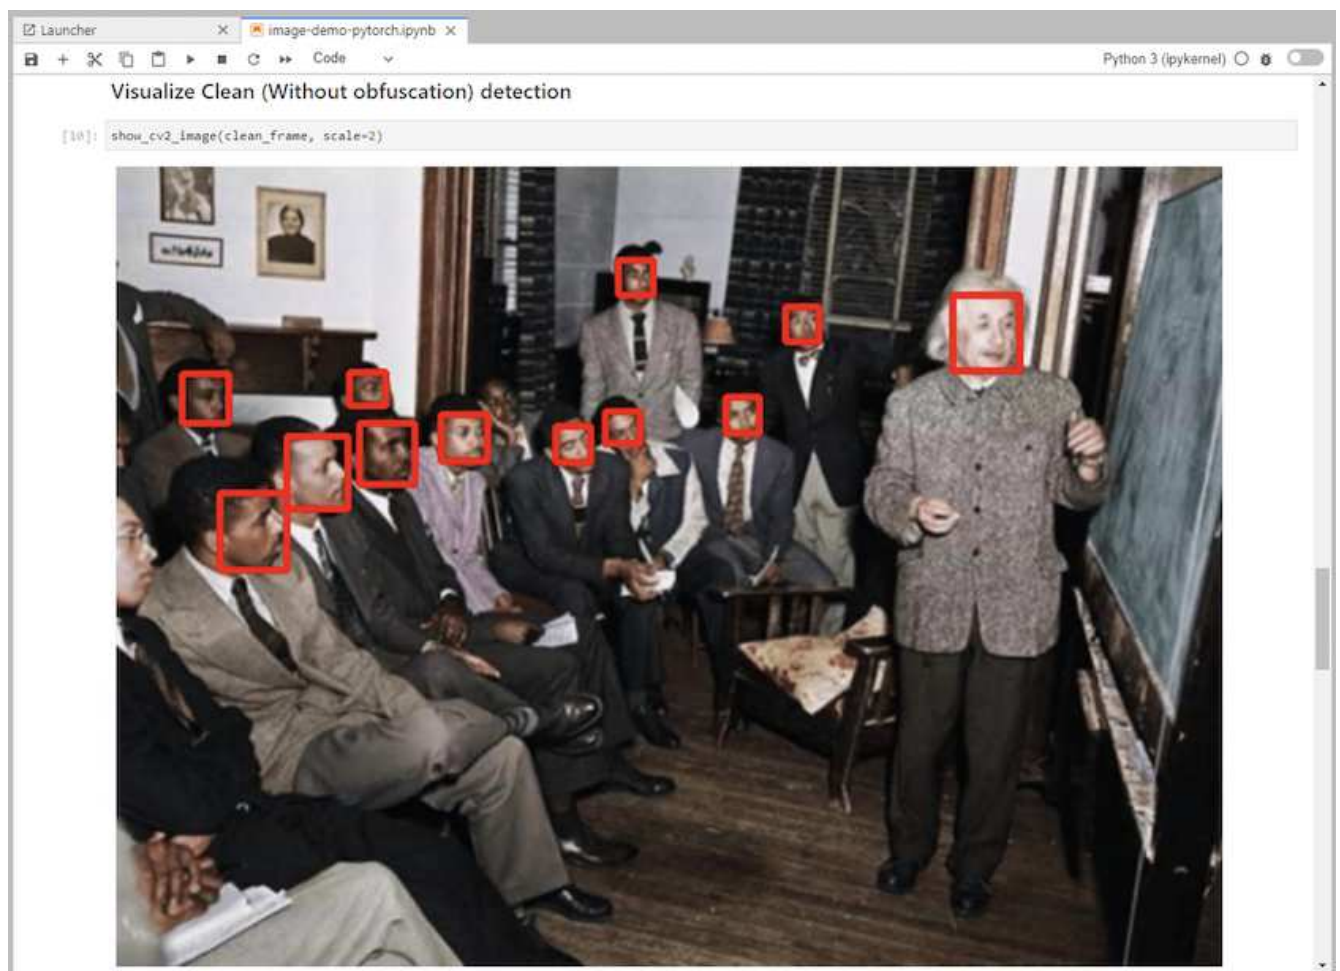 Launcher
image-demo-pytorch.ipynb
Code
Python 3 (ipykernel)
Visualize Clean (Without obfuscation) detection
[10]: show_cv2_image(clean_frame, scale=2)